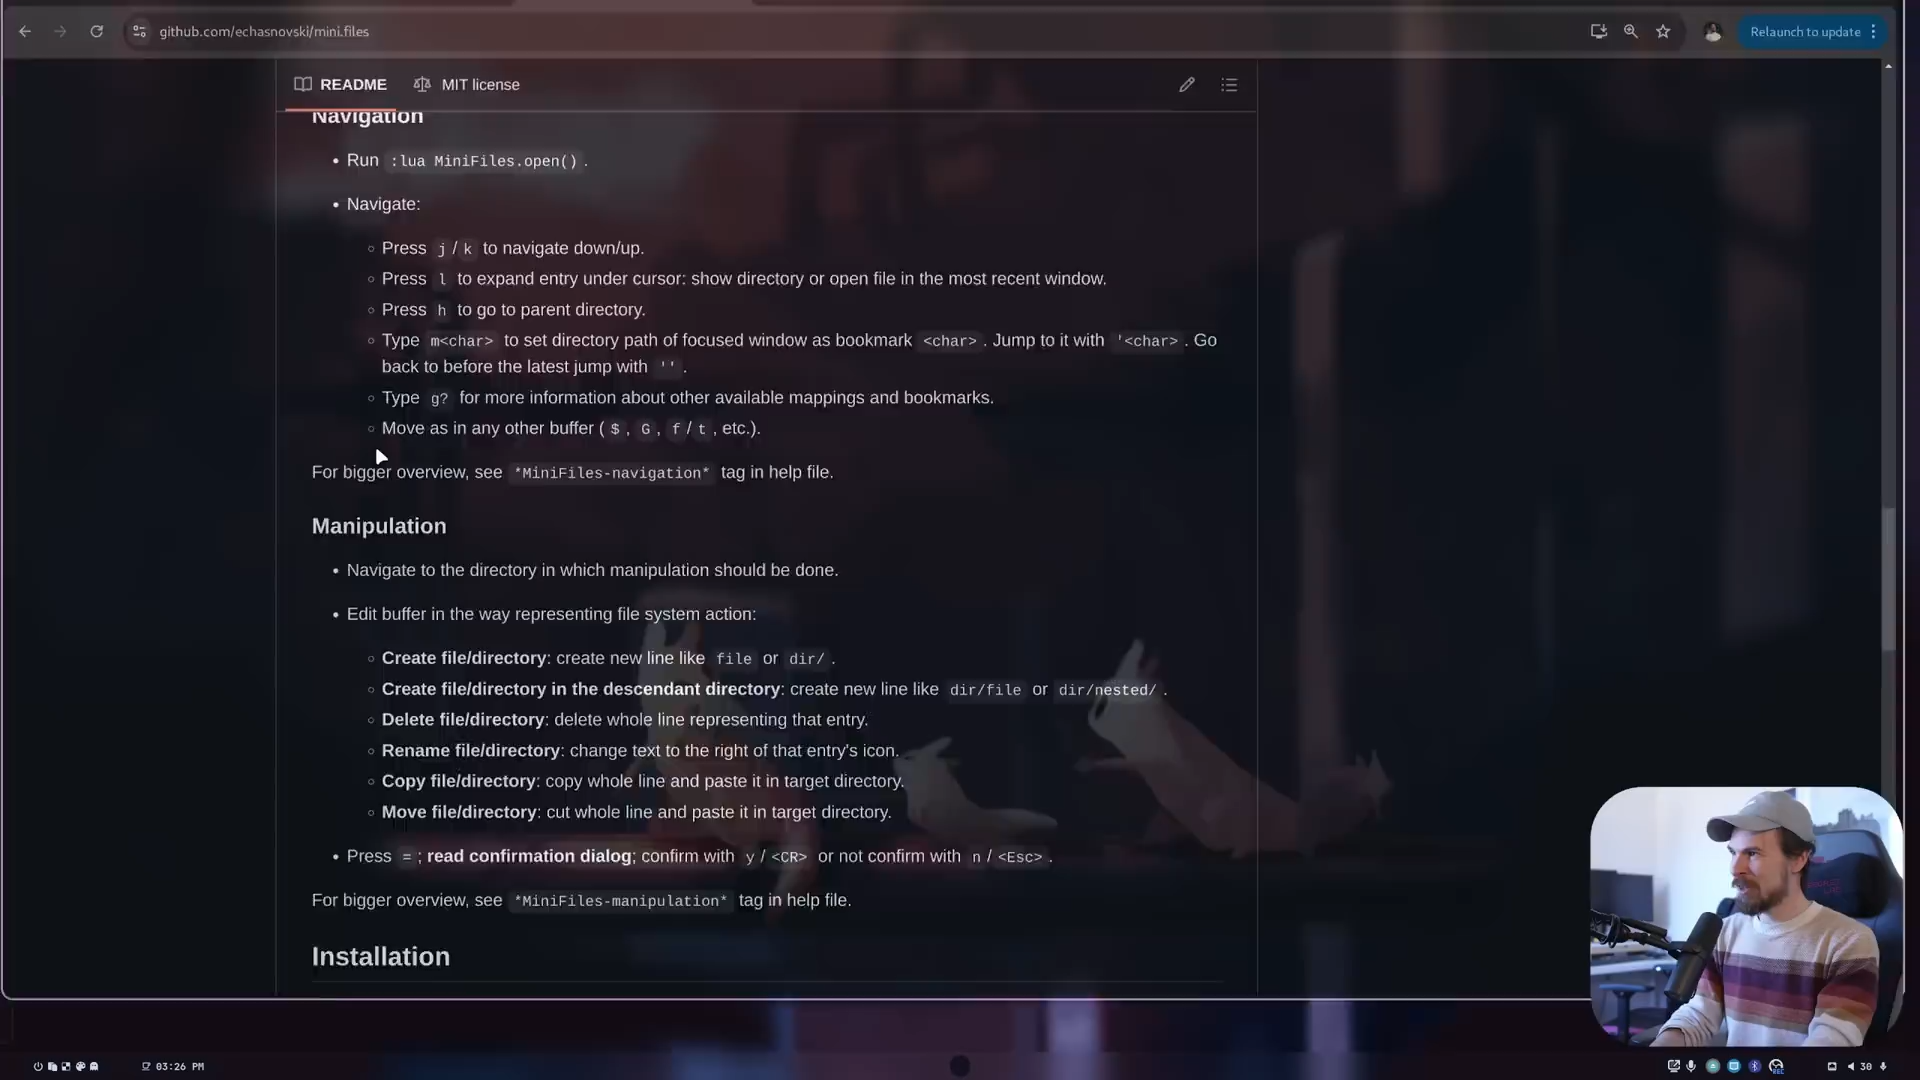 github.com/echasnovski/mini.files
Relaunch to update
README
MIT license
Navigation
• Run :lua MiniFiles.open() .
• Navigate:
◦ Press j / k to navigate down/up.
◦ Press l to expand entry under cursor: show directory or open file in the most recent window.
◦ Press h to go to parent directory.
◦ Type m<char> to set directory path of focused window as bookmark <char> . Jump to it with '<char> . Go
back to before the latest jump with '' .
◦ Type g? for more information about other available mappings and bookmarks.
◦ Move as in any other buffer ( $ , G , f / t , etc.).
For bigger overview, see *MiniFiles-navigation* tag in help file.
Manipulation
• Navigate to the directory in which manipulation should be done.
• Edit buffer in the way representing file system action:
◦ Create file/directory: create new line like file or dir/ .
◦ Create file/directory in the descendant directory: create new line like dir/file or dir/nested/ .
◦ Delete file/directory: delete whole line representing that entry.
◦ Rename file/directory: change text to the right of that entry's icon.
◦ Copy file/directory: copy whole line and paste it in target directory.
◦ Move file/directory: cut whole line and paste it in target directory.
• Press = ; read confirmation dialog; confirm with y / <CR> or not confirm with n / <Esc> .
For bigger overview, see *MiniFiles-manipulation* tag in help file.
Installation
03:26 PM
30